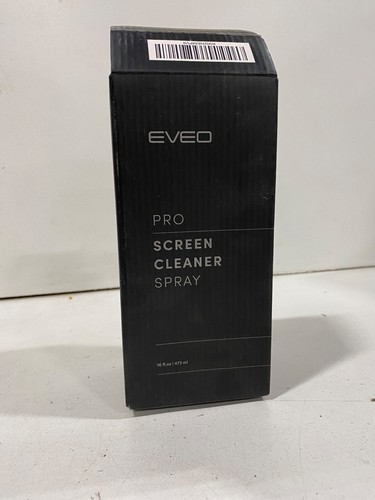 EVEO
PRO
SCREEN
CLEANER
SPRAY
16 fl.oz | 473 ml